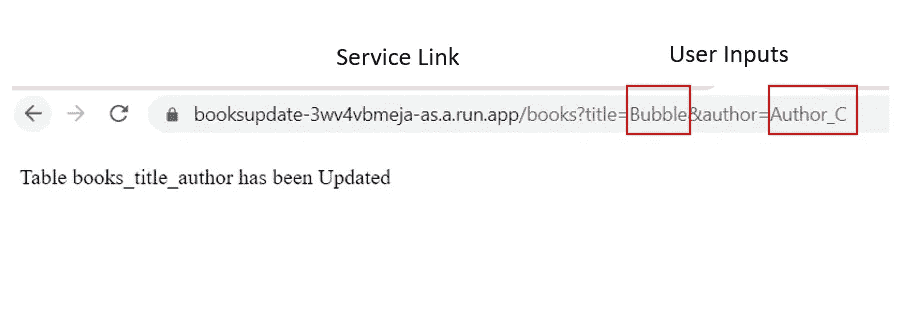 Service Link
User Inputs
booksupdate-3wv4vbmeja-as.a.run.app/books?title=Bubble&author=Author_C
Table books_title_author has been Updated